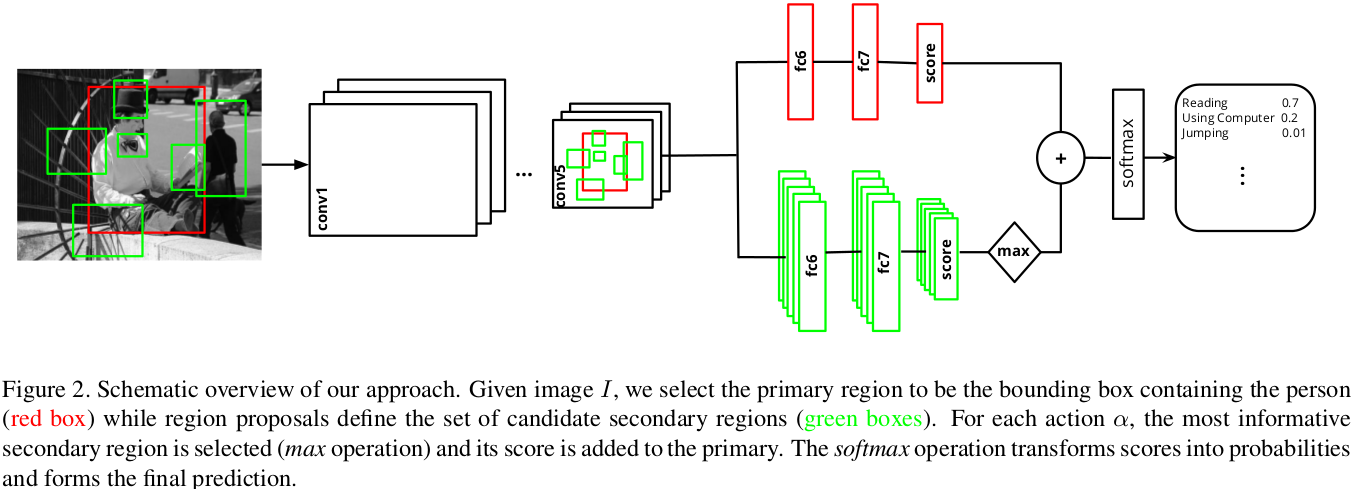 conv1
...
conv5
fc6
fc7
score
fc6
fc7
score
max
+
softmax
Reading 0.7
Using Computer 0.2
Jumping 0.01
⋮
Figure 2. Schematic overview of our approach. Given image I, we select the primary region to be the bounding box containing the person
(red box) while region proposals define the set of candidate secondary regions (green boxes). For each action α, the most informative
secondary region is selected (max operation) and its score is added to the primary. The softmax operation transforms scores into probabilities
and forms the final prediction.